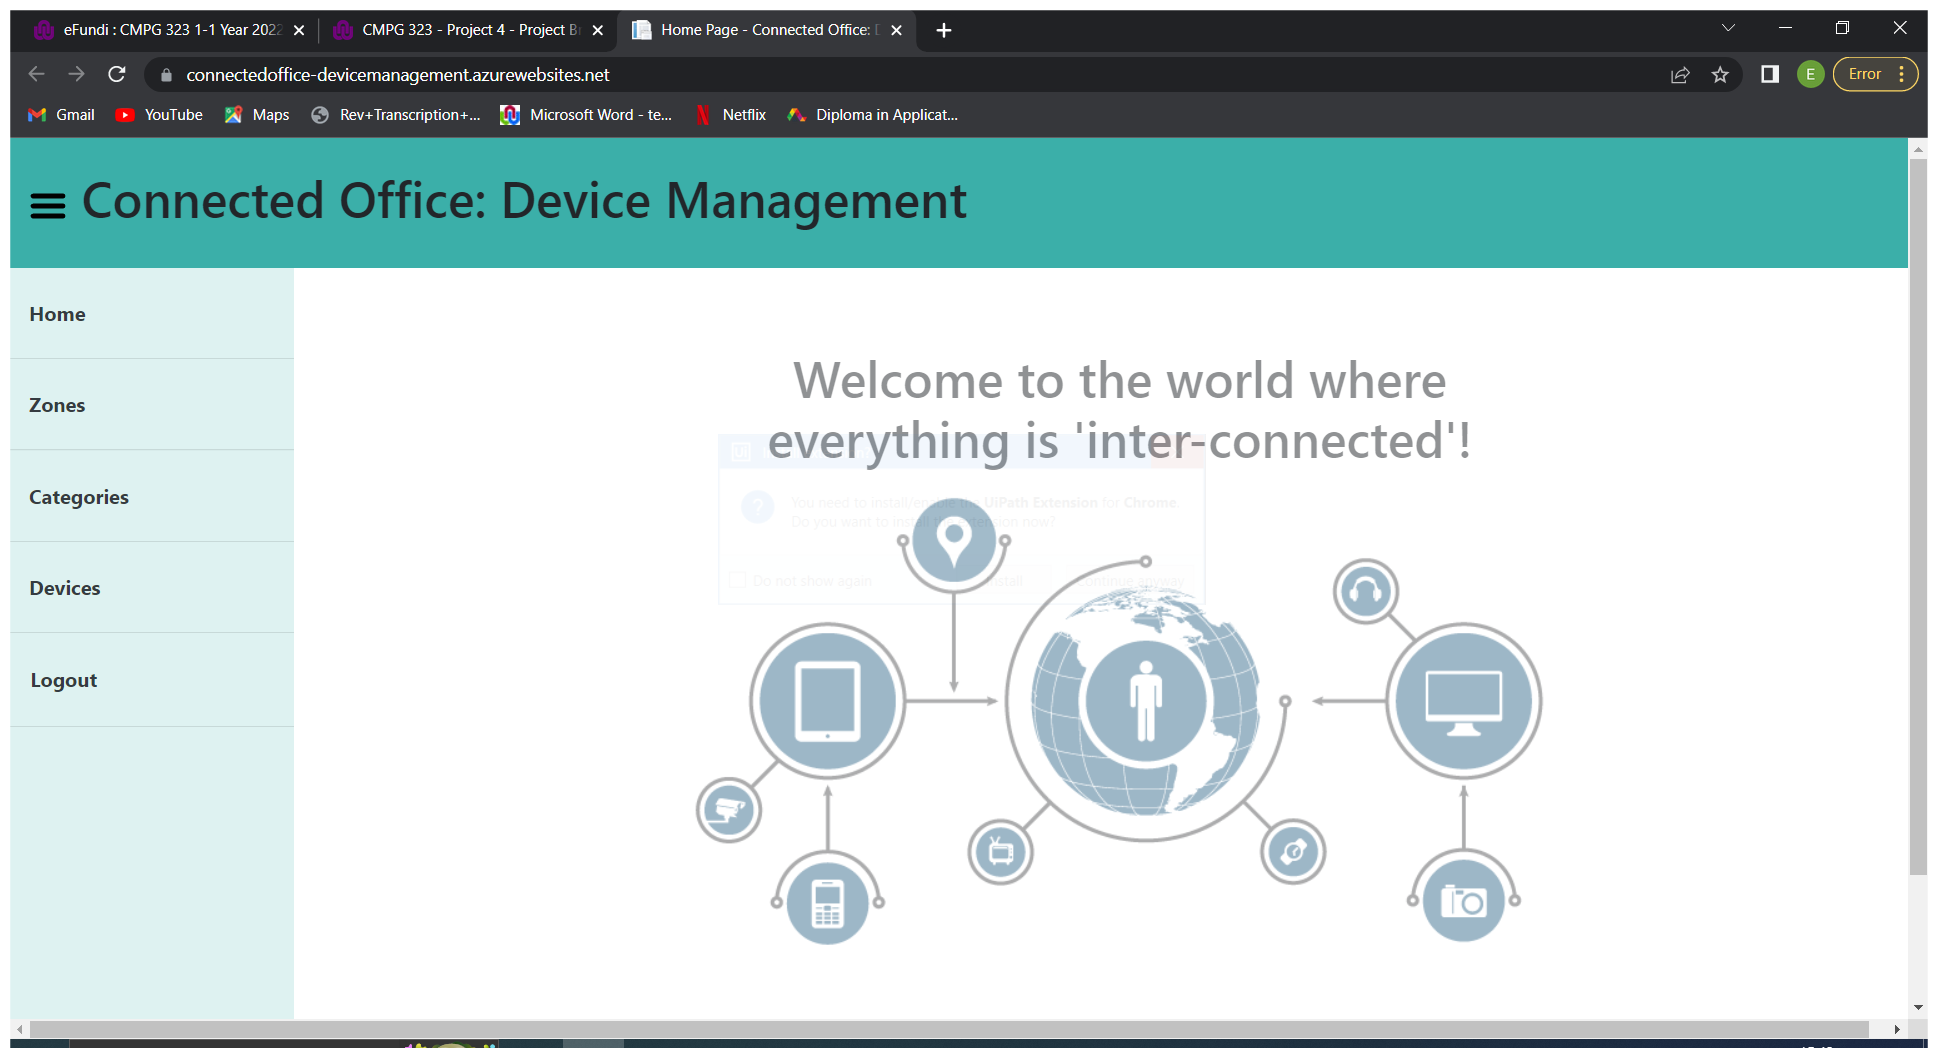 eFundi : CMPG 323 1-1 Year 2022
CMPG 323 - Project 4 - Project Br
Home Page - Connected Office: D
connectedoffice-devicemanagement.azurewebsites.net
E
Error
Gmail
YouTube
Maps
Rev+Transcription+...
Microsoft Word - te...
Netflix
Diploma in Applicat...
Connected Office: Device Management
Home
Zones
Categories
Devices
Logout
Welcome to the world where
everything is 'inter-connected'!
Ui
You need to install/enable the UiPath Extension for Chrome.
Do you want to install the extension now?
Do not show again
Install
Continue anyway